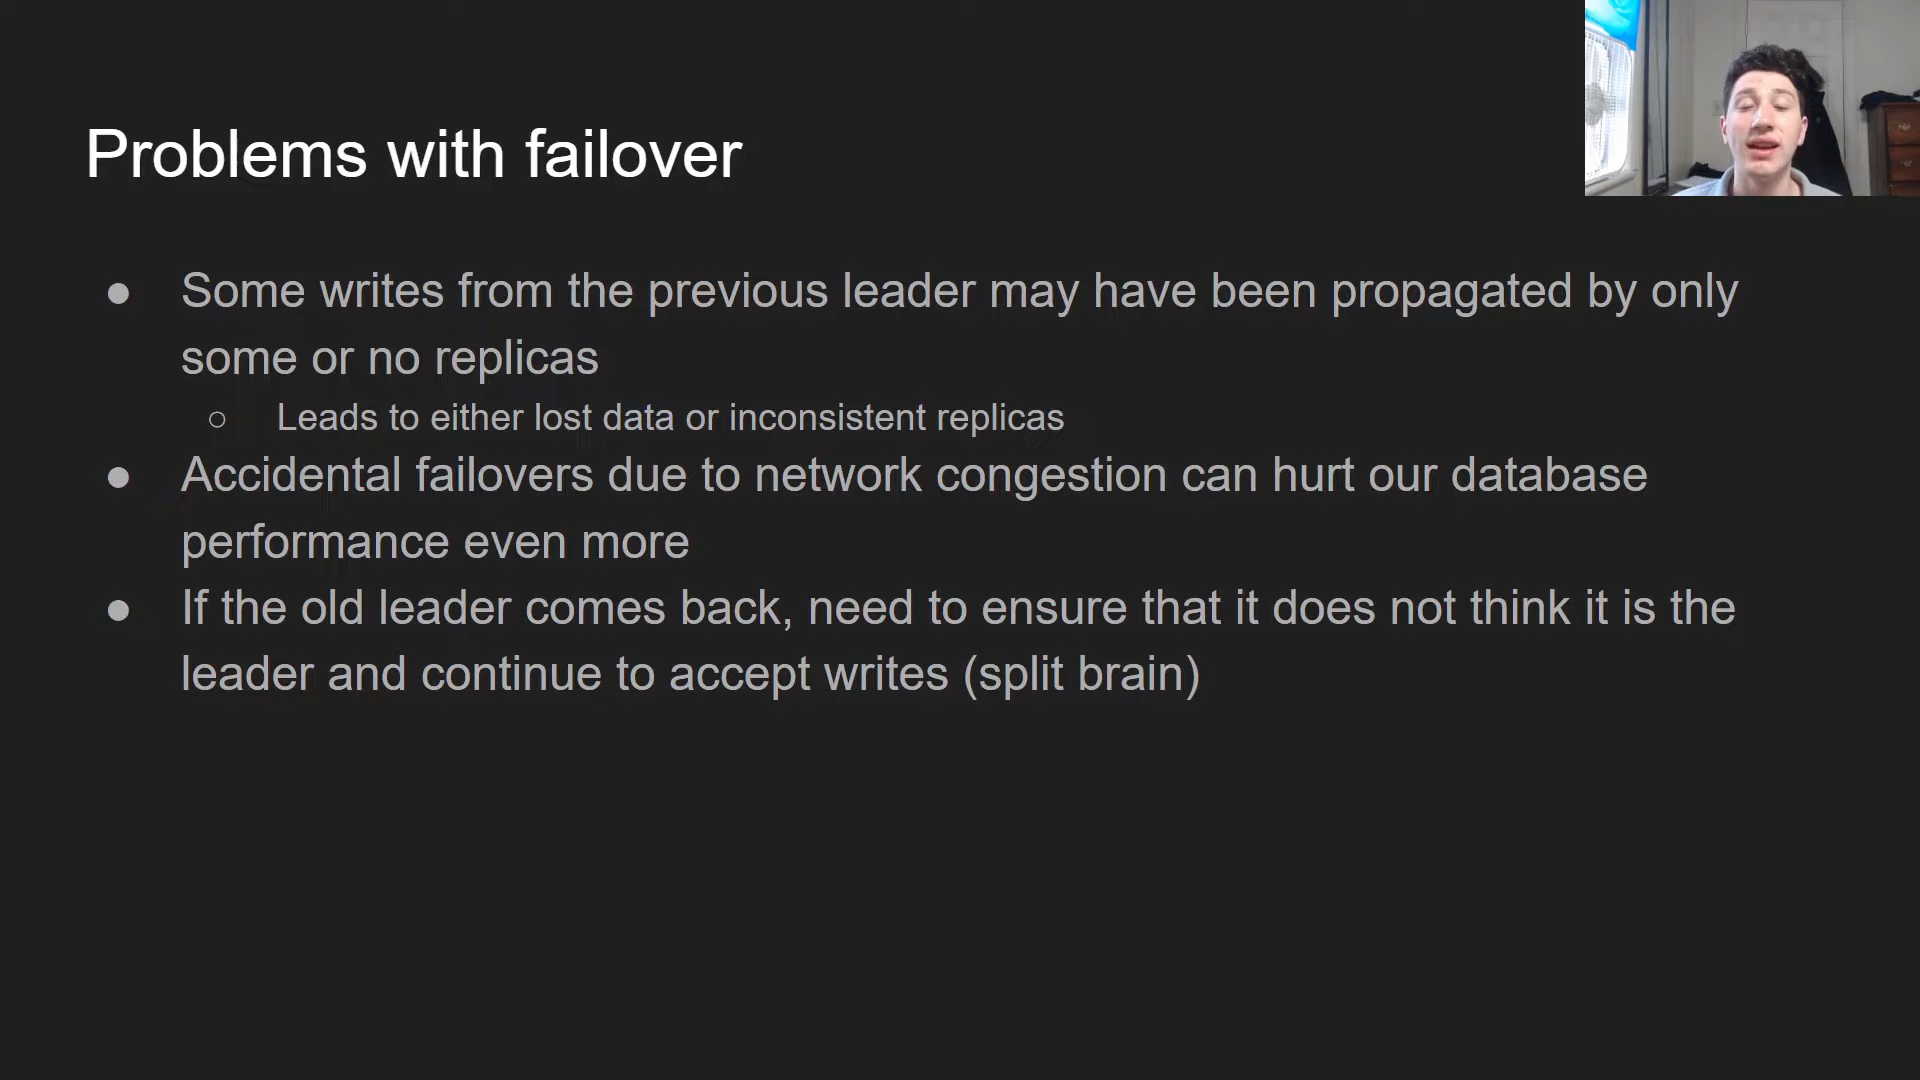 Problems with failover
● Some writes from the previous leader may have been propagated by only
some or no replicas
○ Leads to either lost data or inconsistent replicas
● Accidental failovers due to network congestion can hurt our database
performance even more
● If the old leader comes back, need to ensure that it does not think it is the
leader and continue to accept writes (split brain)